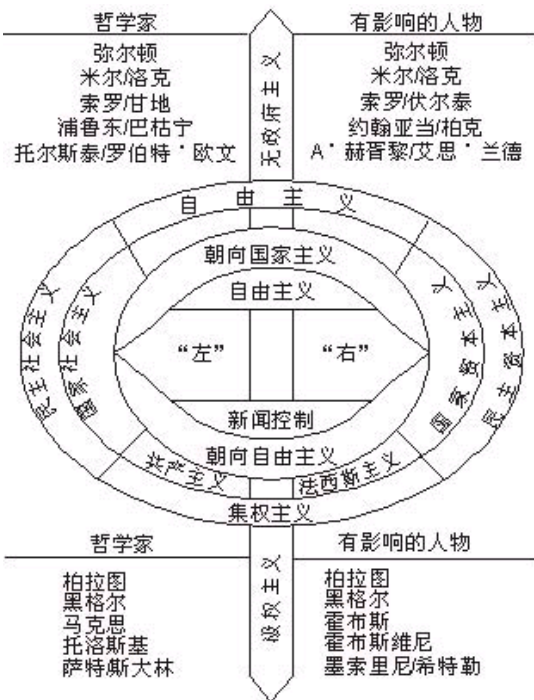 哲学家
弥尔顿
米尔/洛克
索罗/甘地
浦鲁东/巴枯宁
托尔斯泰/罗伯特·欧文
有影响的人物
弥尔顿
米尔/洛克
索罗/伏尔泰
约翰亚当/柏克
A·赫胥黎/艾思·兰德
无政府主义
自由主义
朝向国家主义
自由主义
“左”
“右”
新闻控制
朝向自由主义
民主社会主义
国家社会主义
国家资本主义
民主资本主义
共产主义
法西斯主义
集权主义
极权主义
哲学家
柏拉图
黑格尔
马克思
托洛斯基
萨特/斯大林
有影响的人物
柏拉图
黑格尔
霍布斯
霍布斯维尼
墨索里尼/希特勒